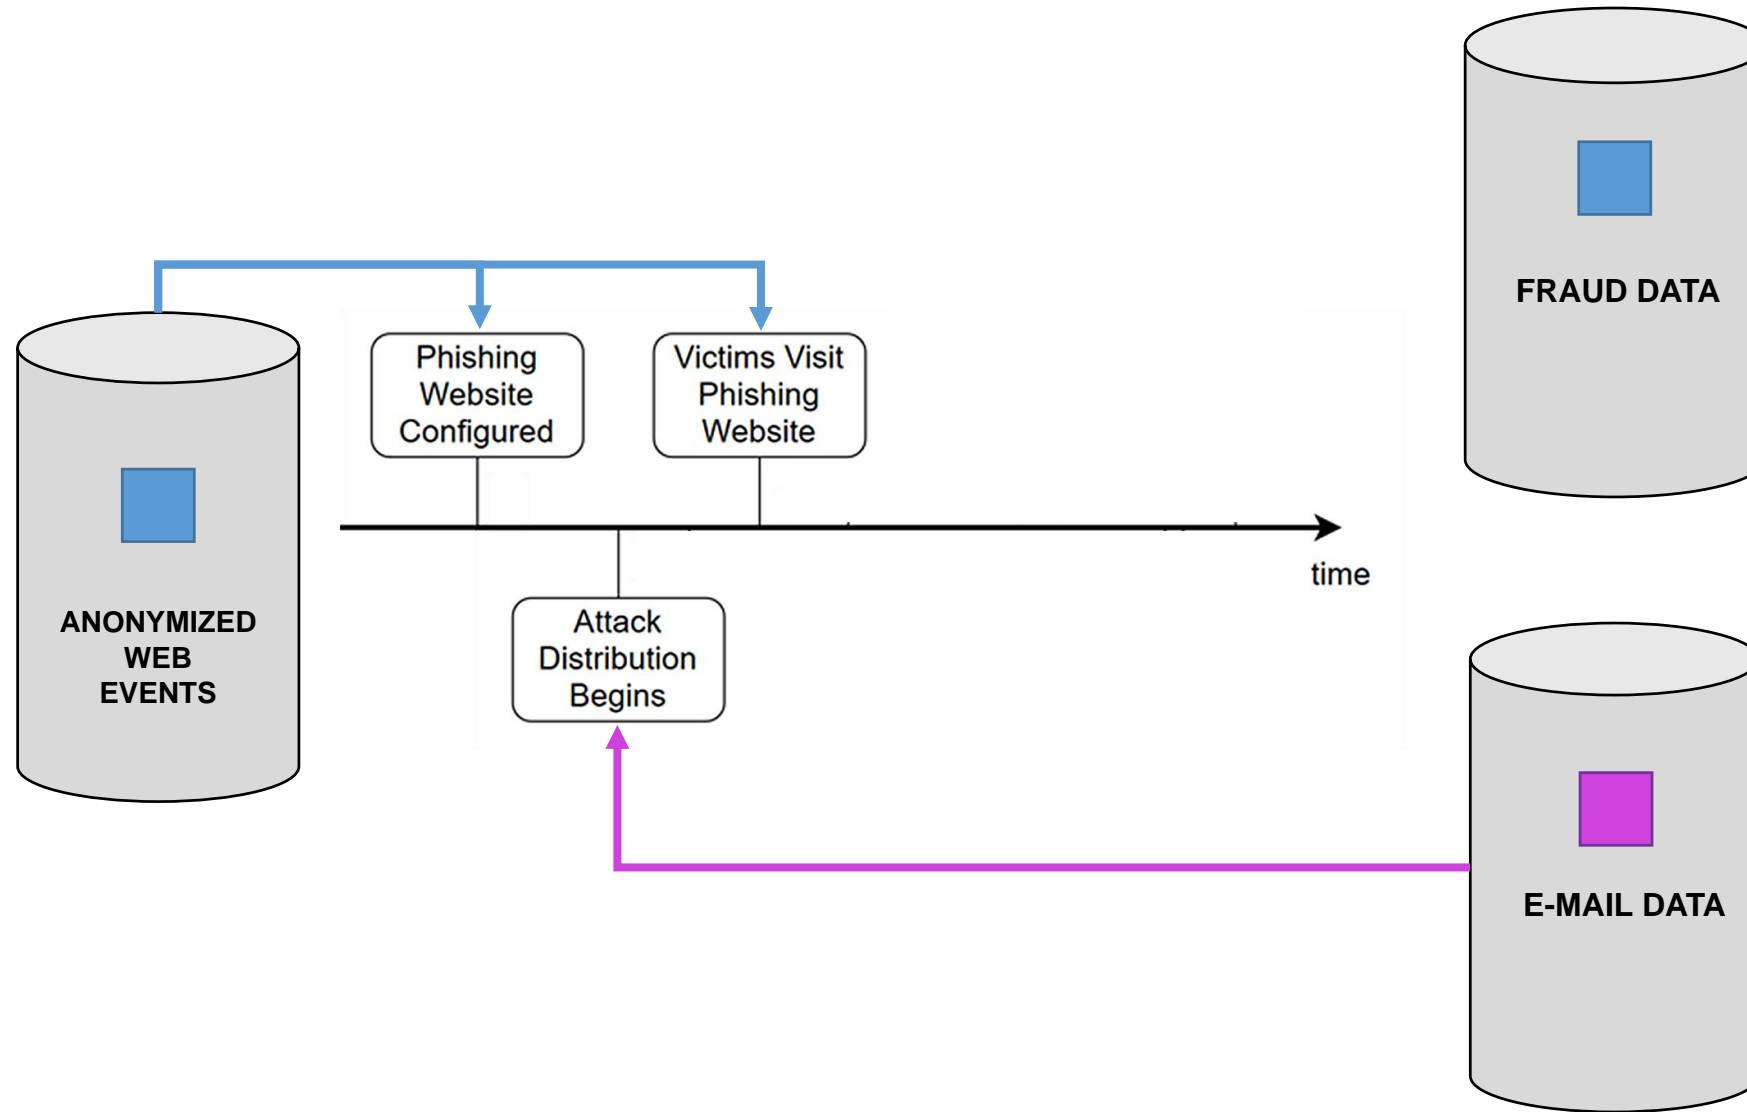 FRAUD DATA
Phishing
Website
Configured
Victims Visit
Phishing
Website
time
ANONYMIZED
WEB
EVENTS
Attack
Distribution
Begins
E-MAIL DATA